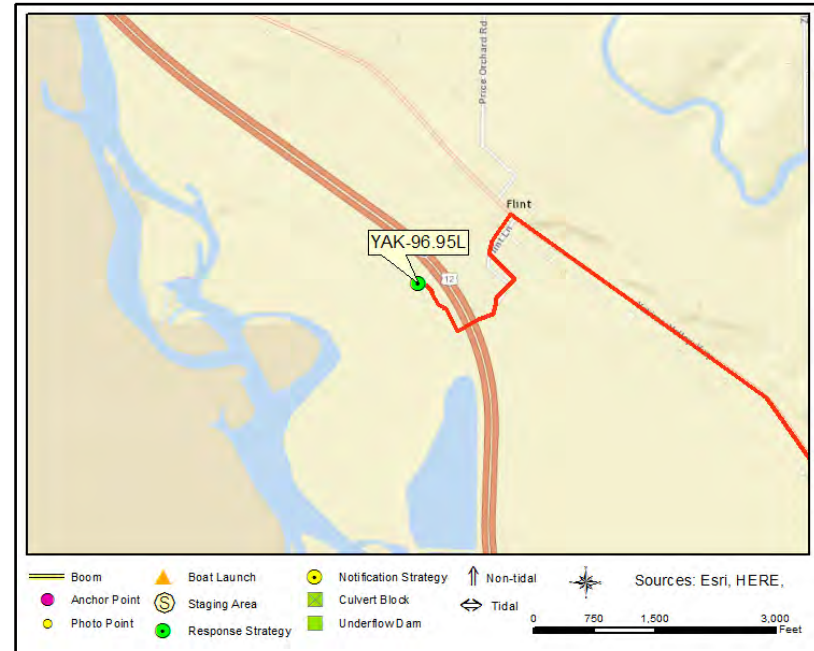 Price Orchard Rd
Flint
YAK-96.95L
12
Boom
Anchor Point
Photo Point
Boat Launch
S
Staging Area
Response Strategy
Notification Strategy
Culvert Block
Underflow Dam
Non-tidal
Tidal
Sources: Esri, HERE,
0 750 1,500 3,000
Feet